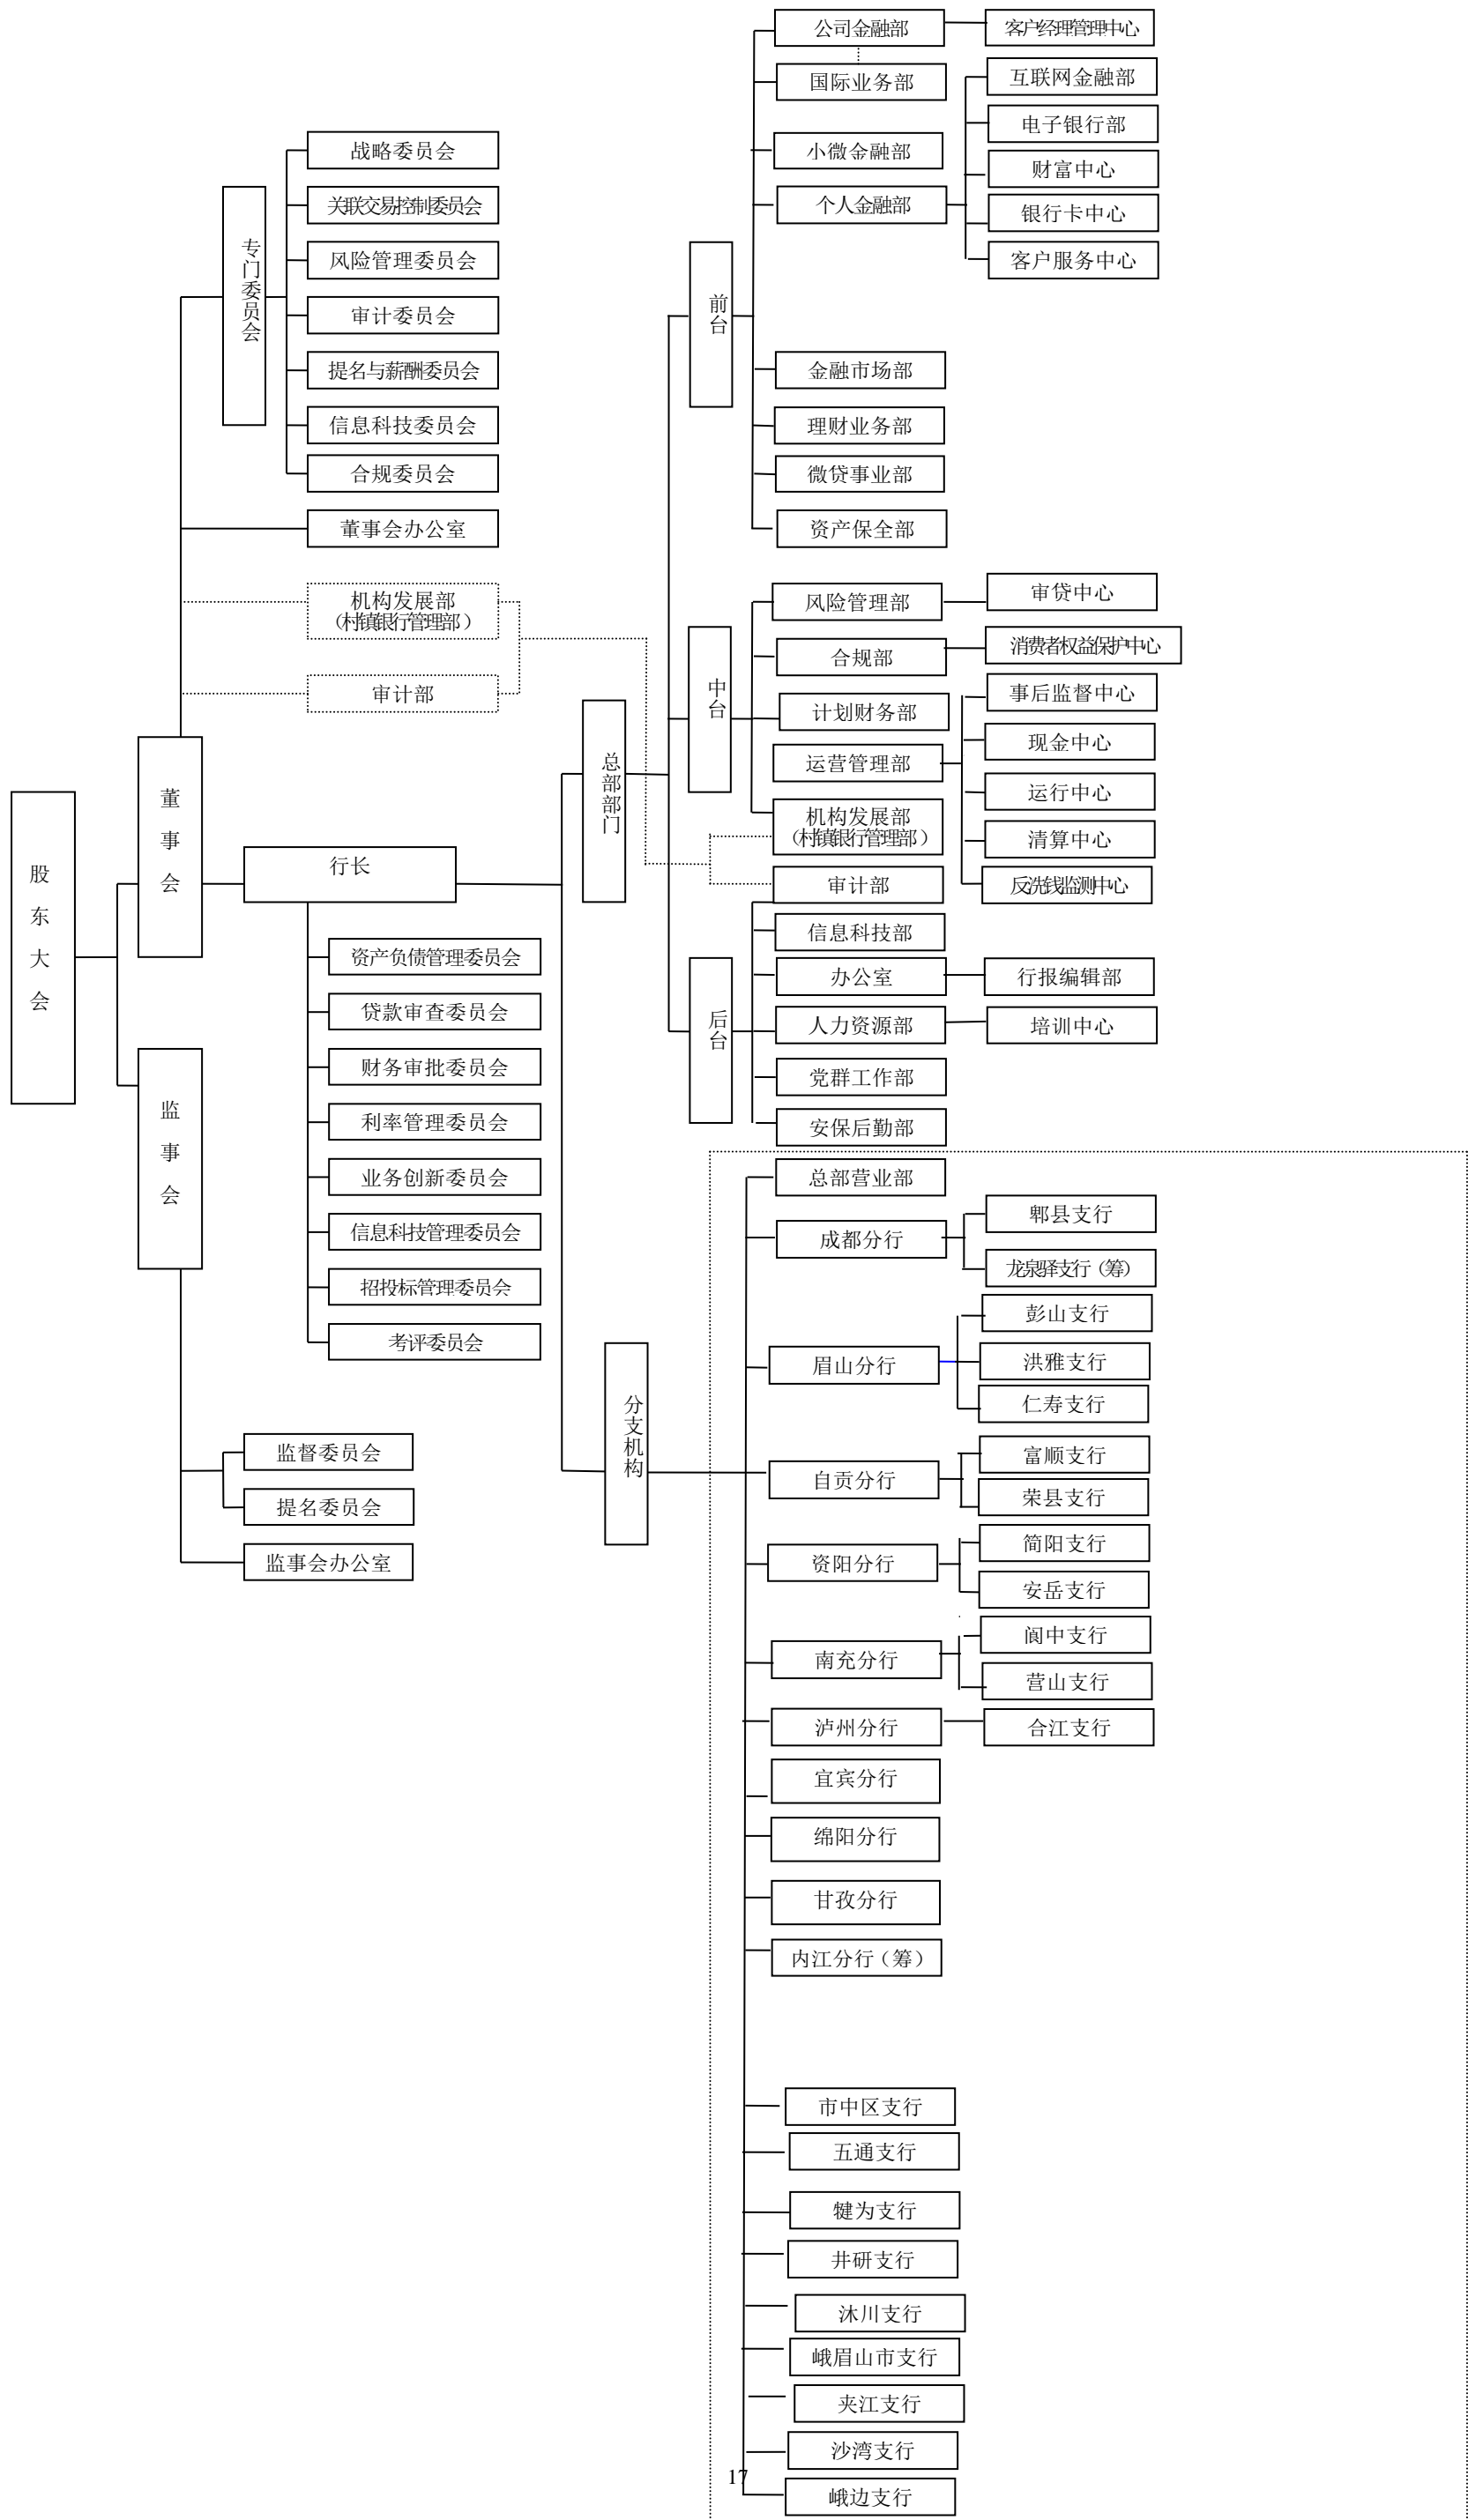 股东大会
董事会
监事会
专门委员会
战略委员会
关联交易控制委员会
风险管理委员会
审计委员会
提名与薪酬委员会
信息科技委员会
合规委员会
董事会办公室
机构发展部
（村镇银行管理部）
审计部
行长
资产负债管理委员会
贷款审查委员会
财务审批委员会
利率管理委员会
业务创新委员会
信息科技管理委员会
招投标管理委员会
考评委员会
监督委员会
提名委员会
监事会办公室
总部部门
前台
公司金融部
客户经理管理中心
国际业务部
小微金融部
个人金融部
互联网金融部
电子银行部
财富中心
银行卡中心
客户服务中心
金融市场部
理财业务部
微贷事业部
资产保全部
中台
风险管理部
审贷中心
合规部
消费者权益保护中心
计划财务部
运营管理部
事后监督中心
现金中心
运行中心
清算中心
反洗钱监测中心
机构发展部
（村镇银行管理部）
审计部
后台
信息科技部
办公室
行报编辑部
人力资源部
培训中心
党群工作部
安保后勤部
分支机构
总部营业部
成都分行
郫县支行
龙泉驿支行（筹）
眉山分行
彭山支行
洪雅支行
仁寿支行
自贡分行
富顺支行
荣县支行
资阳分行
简阳支行
安岳支行
南充分行
阆中支行
营山支行
泸州分行
合江支行
宜宾分行
绵阳分行
甘孜分行
内江分行（筹）
市中区支行
五通支行
犍为支行
井研支行
沐川支行
峨眉山市支行
夹江支行
沙湾支行
峨边支行
17